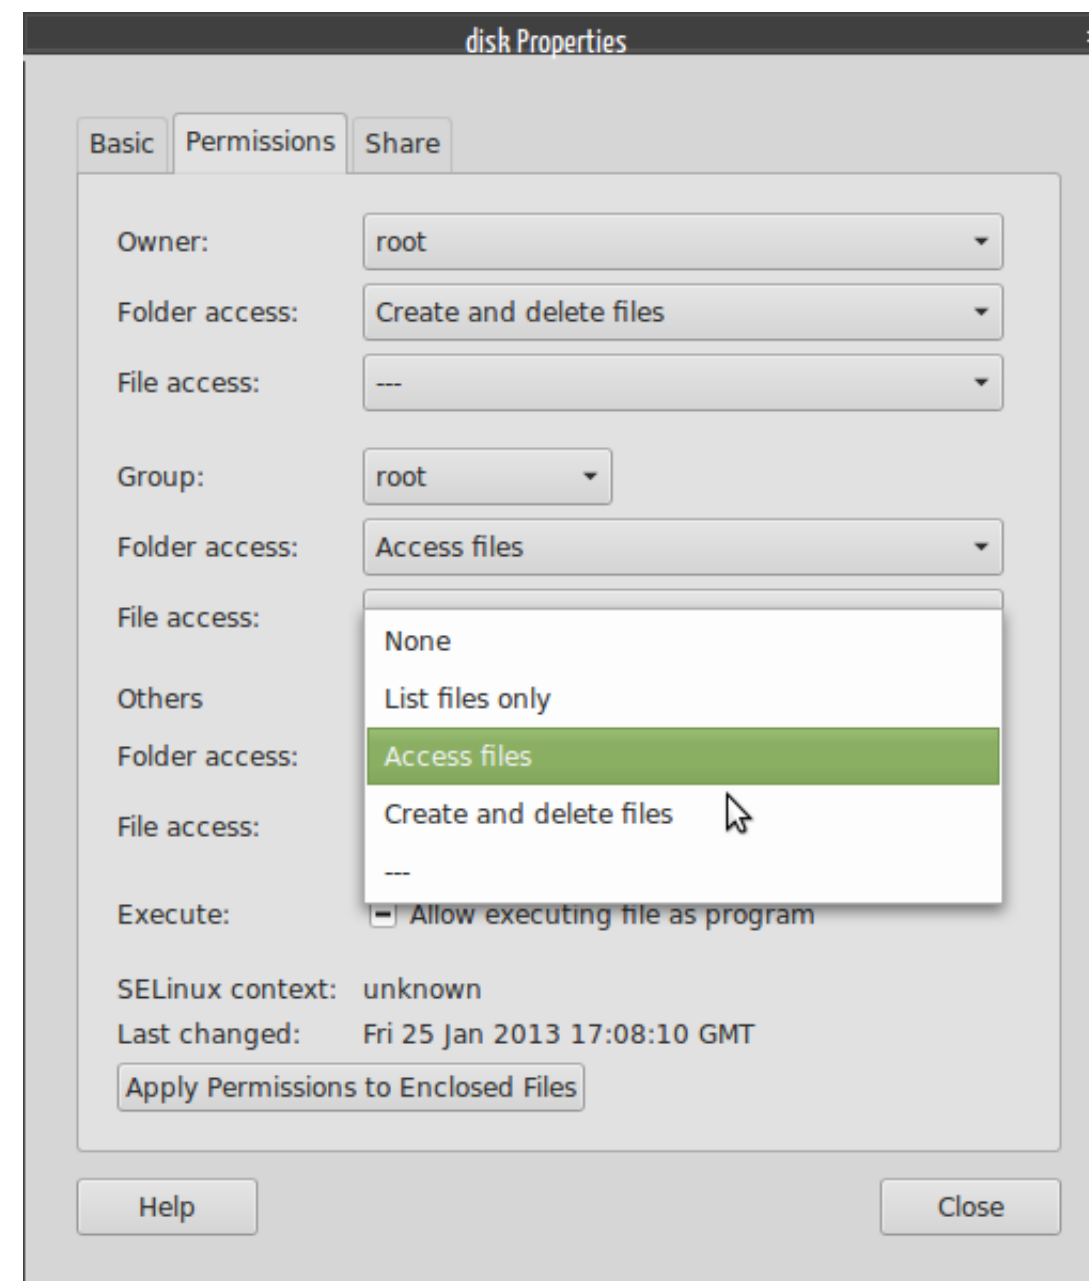 disk Properties
Basic Permissions Share
Owner: root
Folder access: Create and delete files
File access: ---
Group: root
Folder access: Access files
File access:
None
Others List files only
Folder access: Access files
File access: Create and delete files
---
Execute: Allow executing file as program
SELinux context: unknown
Last changed: Fri 25 Jan 2013 17:08:10 GMT
Apply Permissions to Enclosed Files
Help Close